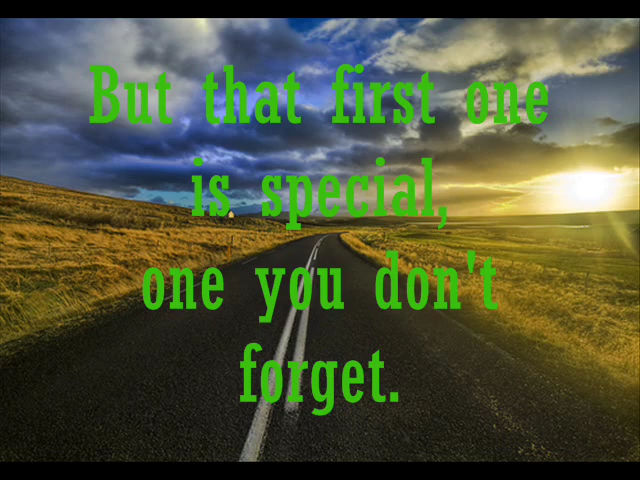 But that first one
is special,
one you don't
forget.